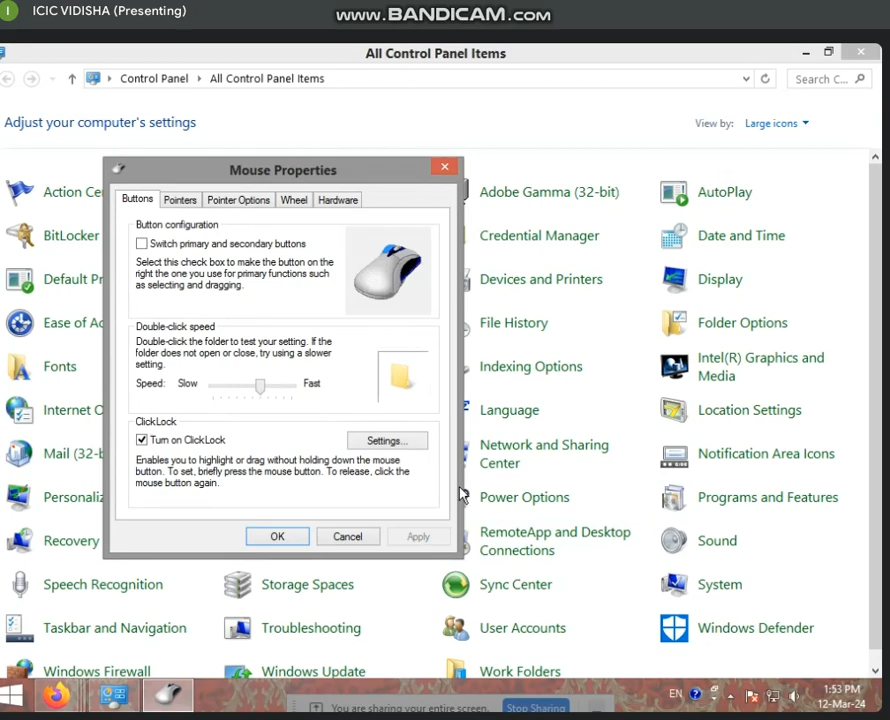 ICIC VIDISHA (Presenting)
www.BANDICAM.com
All Control Panel Items
Control Panel
All Control Panel Items
Search C...
Adjust your computer's settings
View by:
Large icons
Action Ce
Adobe Gamma (32-bit)
AutoPlay
BitLocker
Credential Manager
Date and Time
Default Pr
Devices and Printers
Display
Ease of Ac
File History
Folder Options
Fonts
Indexing Options
Intel(R) Graphics and
Media
Internet O
Language
Location Settings
Mail (32-b
Network and Sharing
Center
Notification Area Icons
Personaliz
Power Options
Programs and Features
Recovery
RemoteApp and Desktop
Connections
Sound
Speech Recognition
Storage Spaces
Sync Center
System
Taskbar and Navigation
Troubleshooting
User Accounts
Windows Defender
Windows Firewall
Windows Update
Work Folders
Mouse Properties
Buttons
Pointers
Pointer Options
Wheel
Hardware
Button configuration
Switch primary and secondary buttons
Select this check box to make the button on the
right the one you use for primary functions such
as selecting and dragging.
Double-click speed
Double-click the folder to test your setting. If the
folder does not open or close, try using a slower
setting.
Speed:
Slow
Fast
ClickLock
Turn on ClickLock
Settings...
Enables you to highlight or drag without holding down the mouse
button. To set, briefly press the mouse button. To release, click the
mouse button again.
OK
Cancel
Apply
You are sharing your entire screen.
Stop Sharing
EN
1:53 PM
12-Mar-24